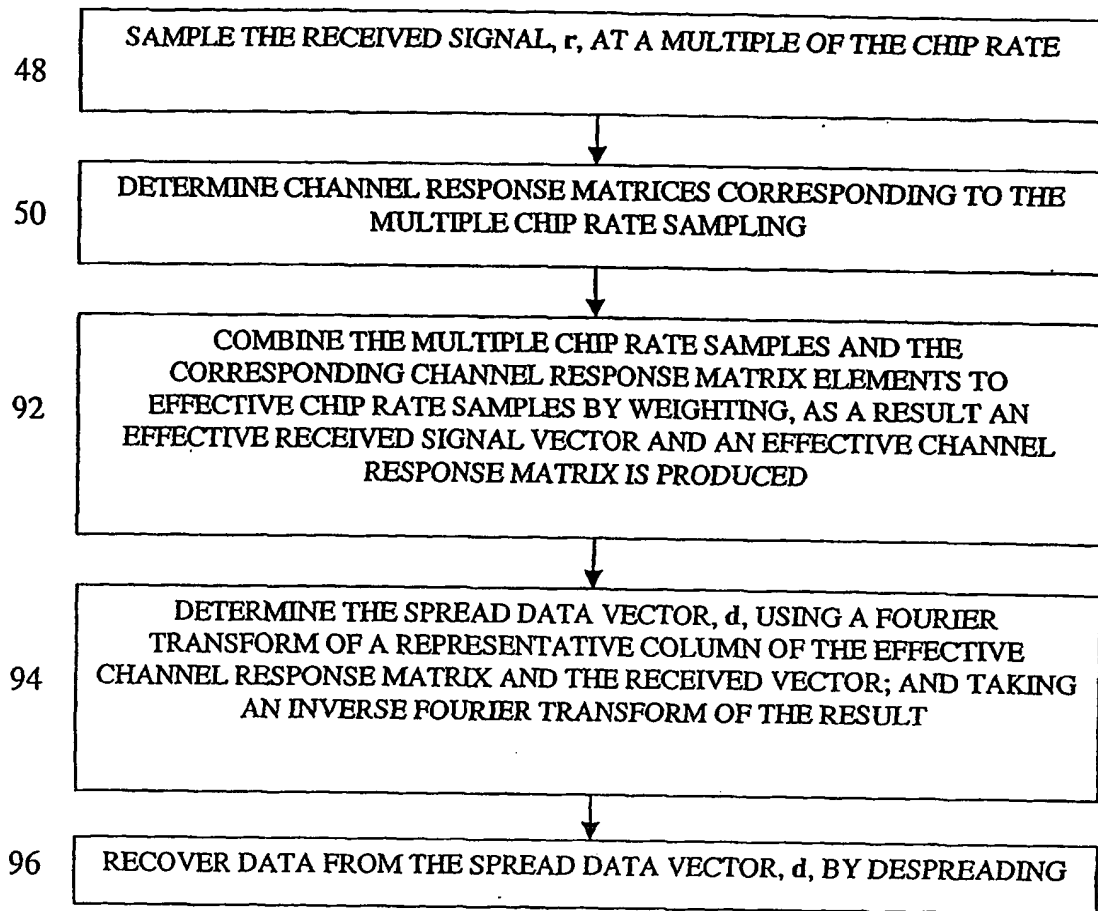 48
SAMPLE THE RECEIVED SIGNAL, r, AT A MULTIPLE OF THE CHIP RATE
50
DETERMINE CHANNEL RESPONSE MATRICES CORRESPONDING TO THE
MULTIPLE CHIP RATE SAMPLING
92
COMBINE THE MULTIPLE CHIP RATE SAMPLES AND THE
CORRESPONDING CHANNEL RESPONSE MATRIX ELEMENTS TO
EFFECTIVE CHIP RATE SAMPLES BY WEIGHTING, AS A RESULT AN
EFFECTIVE RECEIVED SIGNAL VECTOR AND AN EFFECTIVE CHANNEL
RESPONSE MATRIX IS PRODUCED
94
DETERMINE THE SPREAD DATA VECTOR, d, USING A FOURIER
TRANSFORM OF A REPRESENTATIVE COLUMN OF THE EFFECTIVE
CHANNEL RESPONSE MATRIX AND THE RECEIVED VECTOR; AND TAKING
AN INVERSE FOURIER TRANSFORM OF THE RESULT
96
RECOVER DATA FROM THE SPREAD DATA VECTOR, d, BY DESPREADING